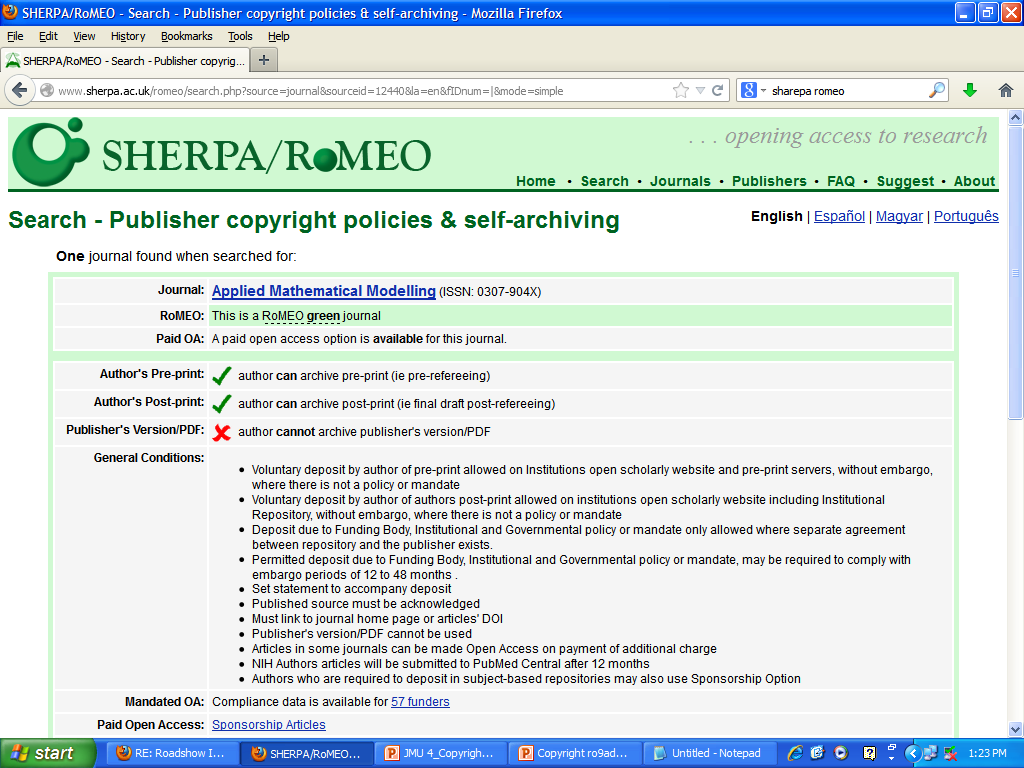 SHERPA/RoMEO - Search - Publisher copyright policies & self-archiving - Mozilla Firefox
File Edit View History Bookmarks Tools Help
SHERPA/RoMEO - Search - Publisher copyrig... +
www.sherpa.ac.uk/romeo/search.php?source=journal&sourceid=12440&la=en&fIDnum=|&mode=simple
8 sharepa romeo
SHERPA/RoMEO
. . . opening access to research
Home • Search • Journals • Publishers • FAQ • Suggest • About
Search - Publisher copyright policies & self-archiving
English | Español | Magyar | Português
One journal found when searched for:
Journal: Applied Mathematical Modelling (ISSN: 0307-904X)
RoMEO: This is a RoMEO green journal
Paid OA: A paid open access option is available for this journal.
Author's Pre-print: author can archive pre-print (ie pre-refereeing)
Author's Post-print: author can archive post-print (ie final draft post-refereeing)
Publisher's Version/PDF: author cannot archive publisher's version/PDF
General Conditions:
• Voluntary deposit by author of pre-print allowed on Institutions open scholarly website and pre-print servers, without embargo,
where there is not a policy or mandate
• Voluntary deposit by author of authors post-print allowed on institutions open scholarly website including Institutional
Repository, without embargo, where there is not a policy or mandate
• Deposit due to Funding Body, Institutional and Governmental policy or mandate only allowed where separate agreement
between repository and the publisher exists.
• Permitted deposit due to Funding Body, Institutional and Governmental policy or mandate, may be required to comply with
embargo periods of 12 to 48 months .
• Set statement to accompany deposit
• Published source must be acknowledged
• Must link to journal home page or articles' DOI
• Publisher's version/PDF cannot be used
• Articles in some journals can be made Open Access on payment of additional charge
• NIH Authors articles will be submitted to PubMed Central after 12 months
• Authors who are required to deposit in subject-based repositories may also use Sponsorship Option
Mandated OA: Compliance data is available for 57 funders
Paid Open Access: Sponsorship Articles
start RE: Roadshow I... SHERPA/RoMEO... JMU 4_Copyrigh... Copyright ro9ad... Untitled - Notepad 1:23 PM